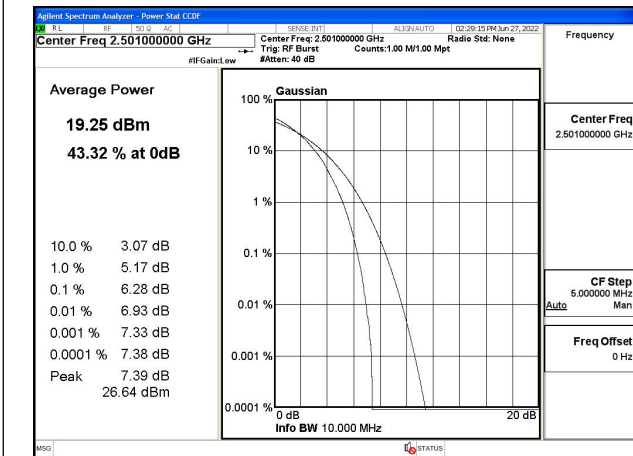 Agilent Spectrum Analyzer - Power Stat CCDF
RL RF 50 Ω AC SENSE:INT ALIGN AUTO 02:29:15 PM Jun 27, 2022
Center Freq 2.501000000 GHz
Center Freq: 2.501000000 GHz Radio Std: None
Trig: RF Burst Counts:1.00 M/1.00 Mpt
#IFGain:Low #Atten: 40 dB
Frequency
Average Power
19.25 dBm
43.32 % at 0dB
10.0 % 3.07 dB
1.0 % 5.17 dB
0.1 % 6.28 dB
0.01 % 6.93 dB
0.001 % 7.33 dB
0.0001 % 7.38 dB
Peak 7.39 dB
26.64 dBm
Gaussian
100 %
10 %
1 %
0.1 %
0.01 %
0.001 %
0.0001 %
0 dB 20 dB
Info BW 10.000 MHz
Center Freq
2.501000000 GHz
CF Step
5.000000 MHz
Auto Man
Freq Offset
0 Hz
MSG STATUS